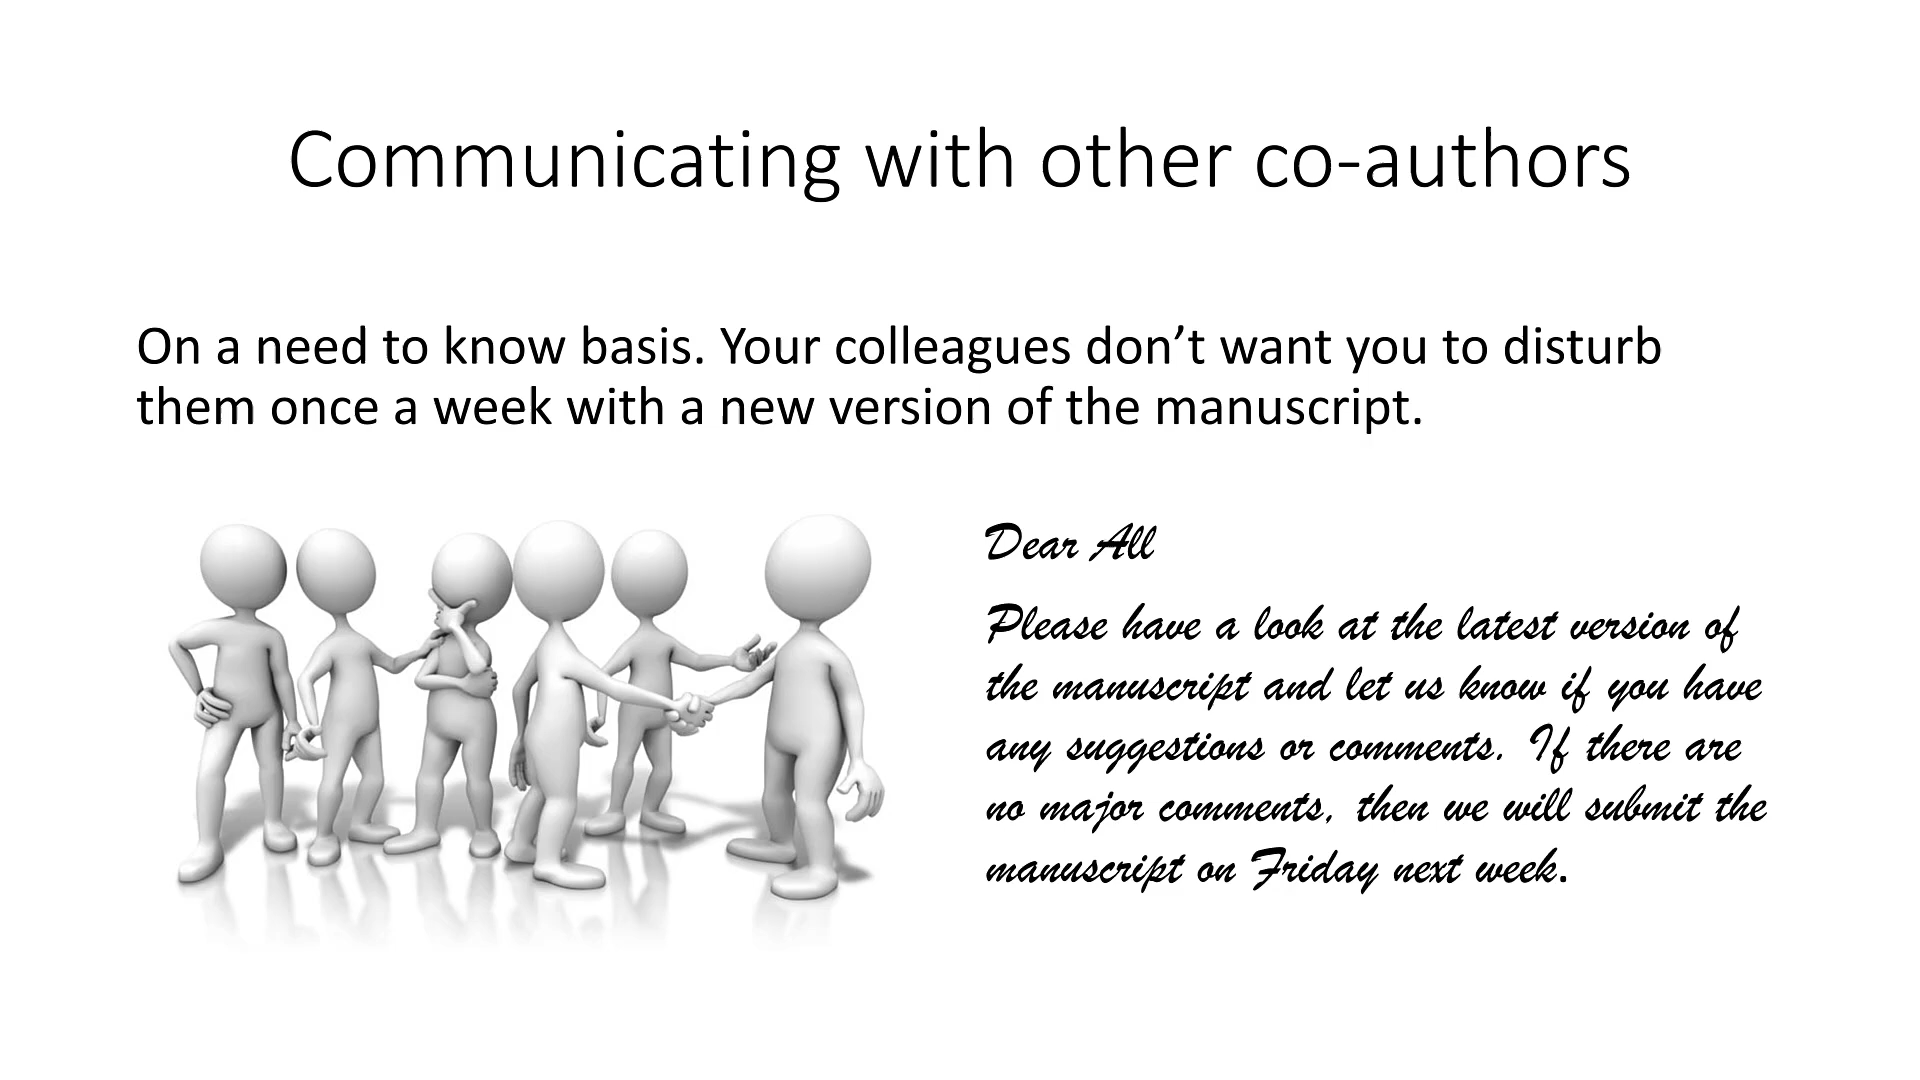 Communicating with other co-authors
On a need to know basis. Your colleagues don’t want you to disturb
them once a week with a new version of the manuscript.
Dear All
Please have a look at the latest version of
the manuscript and let us know if you have
any suggestions or comments. If there are
no major comments, then we will submit the
manuscript on Friday next week.